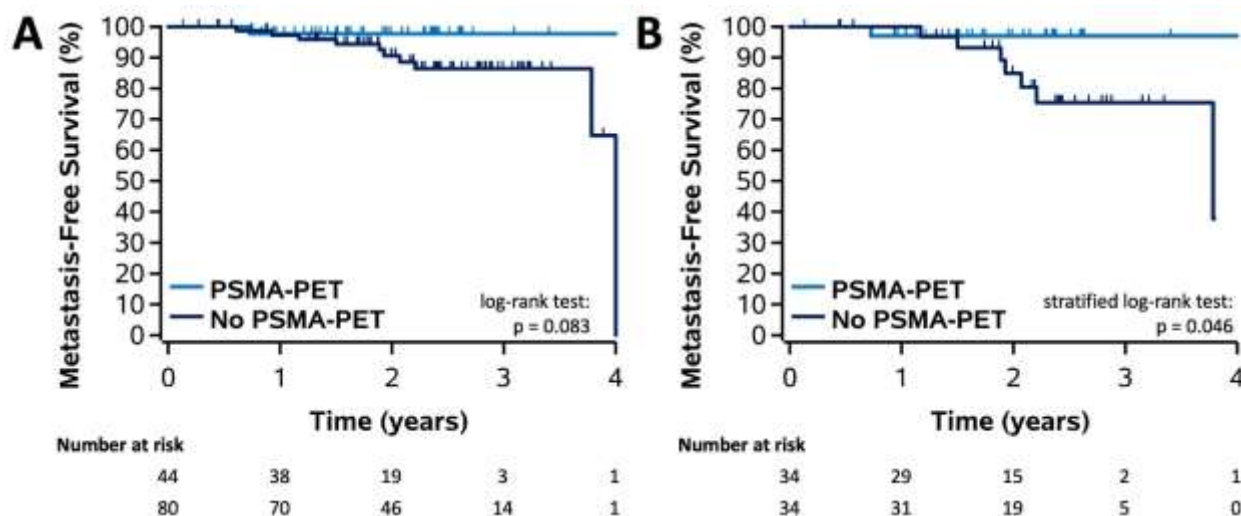 A
Metastasis-Free Survival (%)
100
90
80
70
60
50
40
30
20
10
0
PSMA-PET
No PSMA-PET
log-rank test:
p = 0.083
0 1 2 3 4
Time (years)
Number at risk
44 38 19 3 1
80 70 46 14 1
B
Metastasis-Free Survival (%)
100
90
80
70
60
50
40
30
20
10
0
PSMA-PET
No PSMA-PET
stratified log-rank test:
p = 0.046
0 1 2 3 4
Time (years)
Number at risk
34 29 15 2 1
34 31 19 5 0